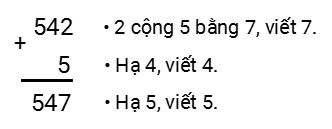 542 • 2 cộng 5 bằng 7, viết 7.
+
5 • Hạ 4, viết 4.
547 • Hạ 5, viết 5.